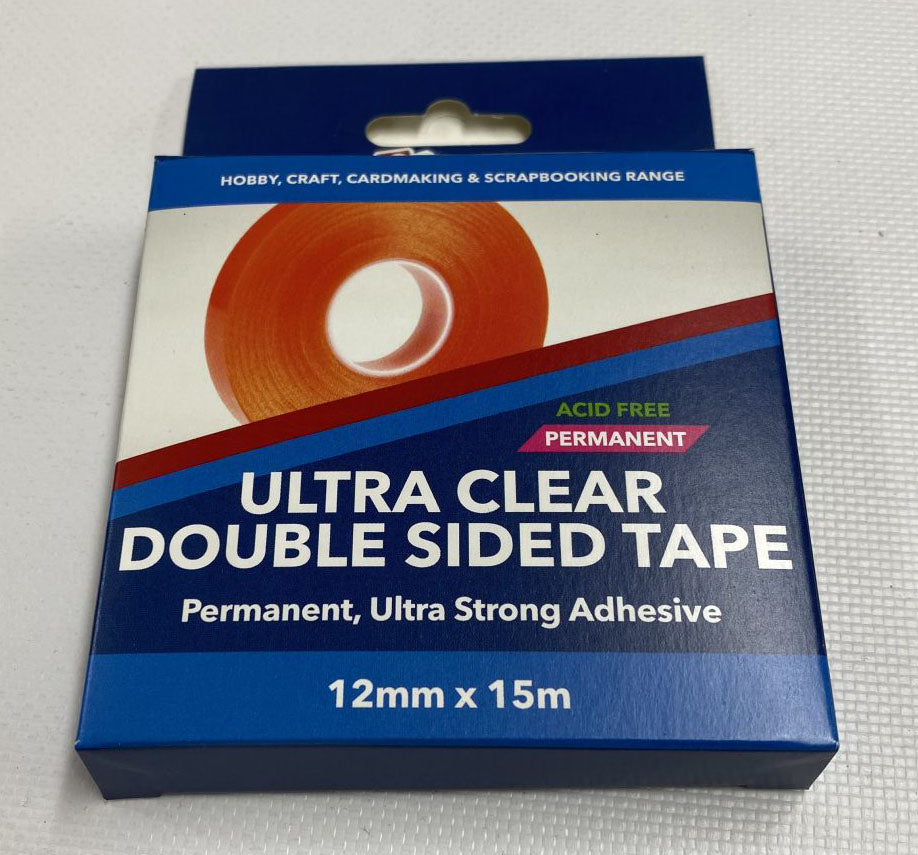 HOBBY, CRAFT, CARDMAKING & SCRAPBOOKING RANGE
ACID FREE
PERMANENT
ULTRA CLEAR
DOUBLE SIDED TAPE
Permanent, Ultra Strong Adhesive
12mm x 15m